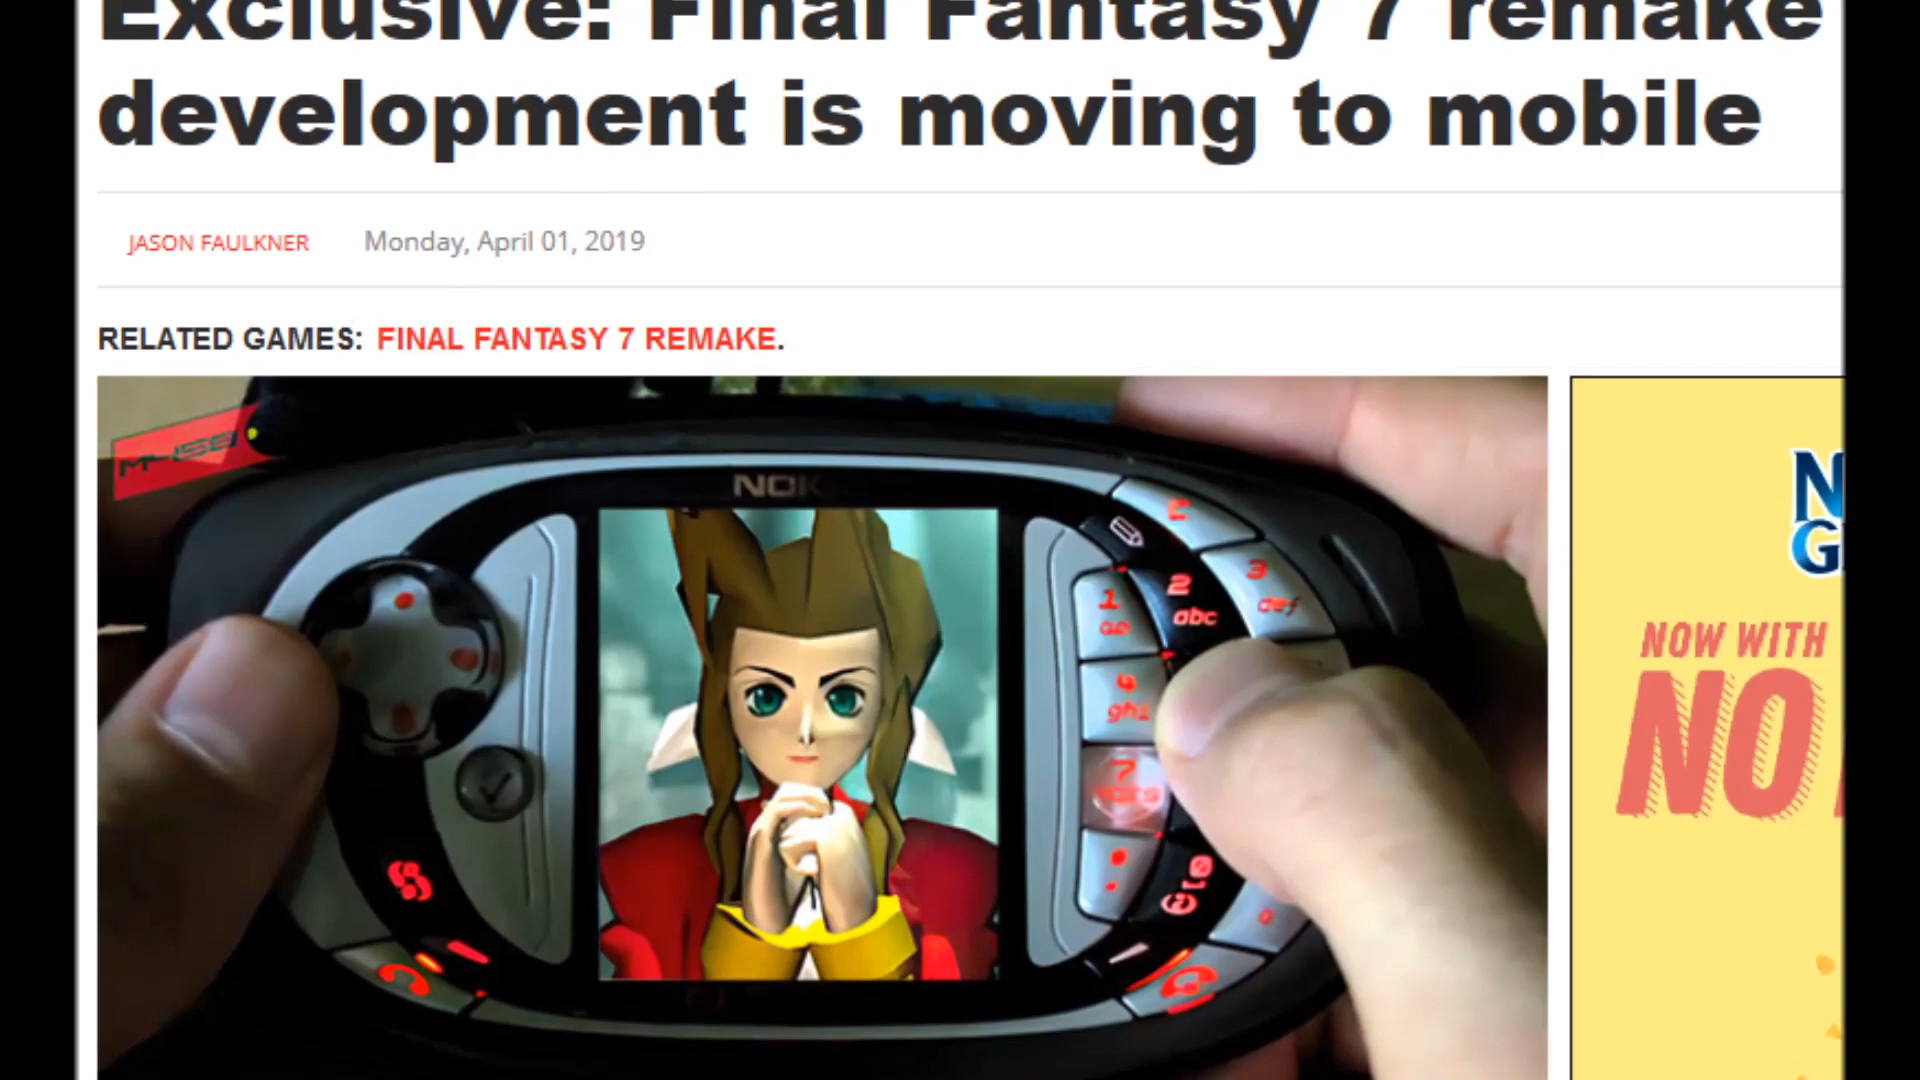 Exclusive: Final Fantasy 7 remake
development is moving to mobile
JASON FAULKNER Monday, April 01, 2019
RELATED GAMES: FINAL FANTASY 7 REMAKE.
NOK
C
3
def
2
abc
1
4
ghi
7
N
G
NOW WITH
NO